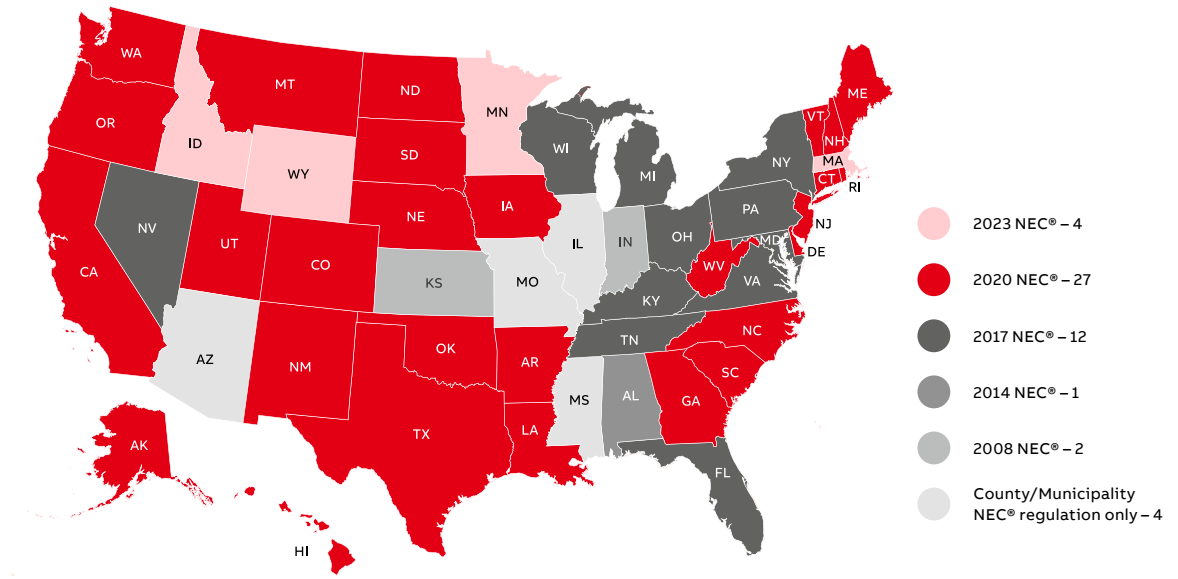 WA
MT
ND
MN
ME
OR
ID
SD
WI
VT
NH
WY
MI
NY
MA
CT
RI
NV
UT
NE
IA
PA
NJ
CA
CO
IL
IN
OH
MD
DE
KS
MO
WV
VA
KY
AZ
NM
OK
AR
TN
NC
SC
MS
AL
GA
TX
LA
AK
FL
HI
2023 NEC® – 4
2020 NEC® – 27
2017 NEC® – 12
2014 NEC® – 1
2008 NEC® – 2
County/Municipality
NEC® regulation only – 4